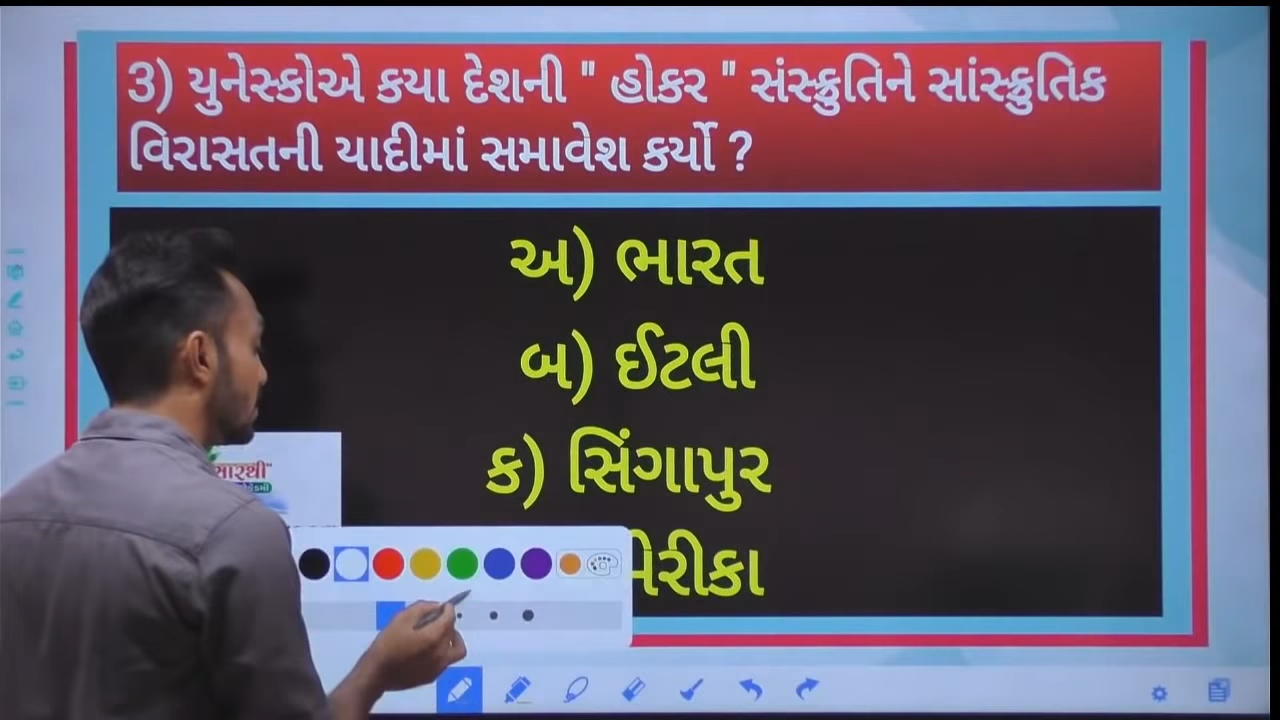 3) યુનેસ્કોએ કયા દેશની " હોકર " સંસ્ક્રુતિને સાંસ્ક્રુતિક
વિરાસતની યાદીમાં સમાવેશ કર્યો ?
અ) ભારત
બ) ઈટલી
ક) સિંગાપુર